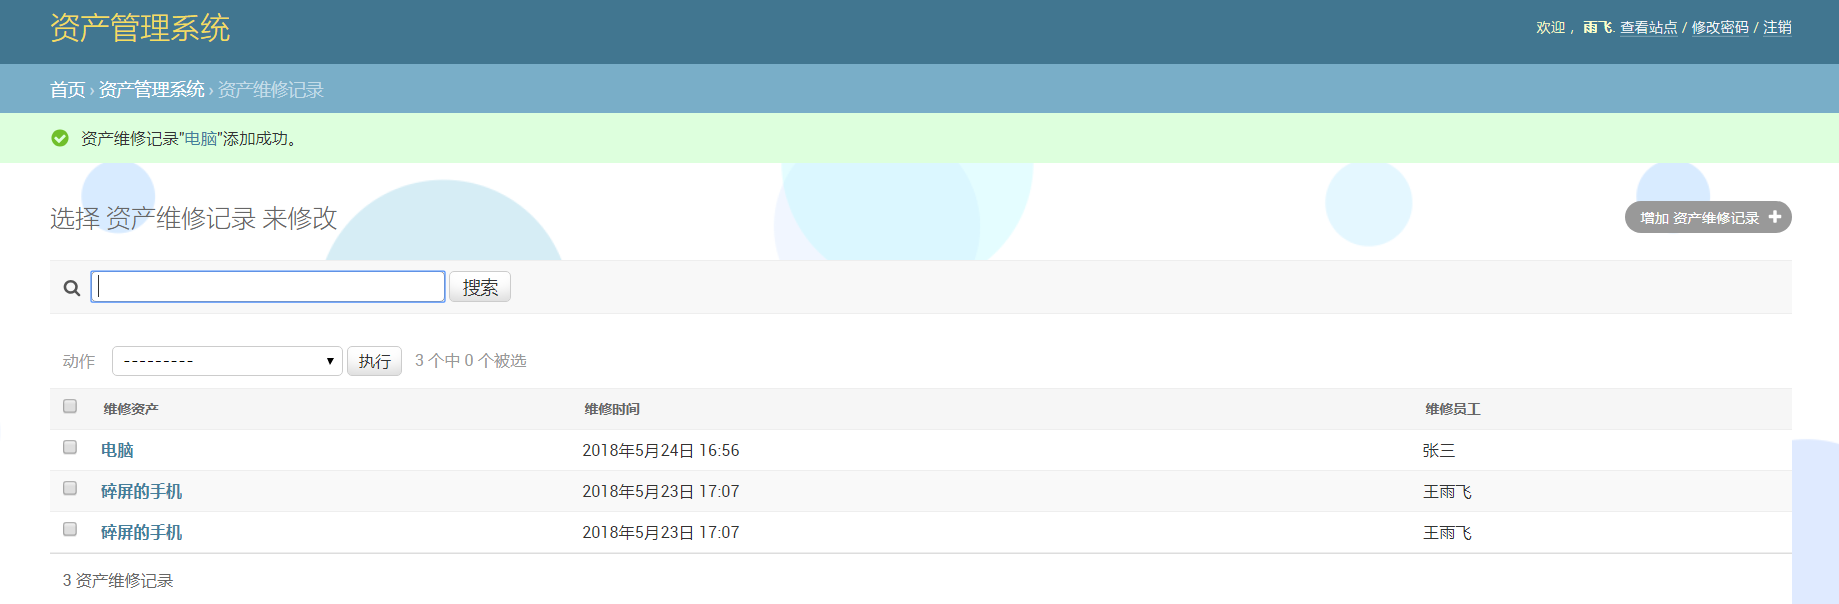 资产管理系统
欢迎， 雨飞. 查看站点 / 修改密码 / 注销
首页 › 资产管理系统 › 资产维修记录
资产维修记录"电脑"添加成功。
选择 资产维修记录 来修改
增加 资产维修记录
搜索
动作 --------- 执行 3 个中 0 个被选
维修资产 维修时间 维修员工
电脑 2018年5月24日 16:56 张三
碎屏的手机 2018年5月23日 17:07 王雨飞
碎屏的手机 2018年5月23日 17:07 王雨飞
3 资产维修记录